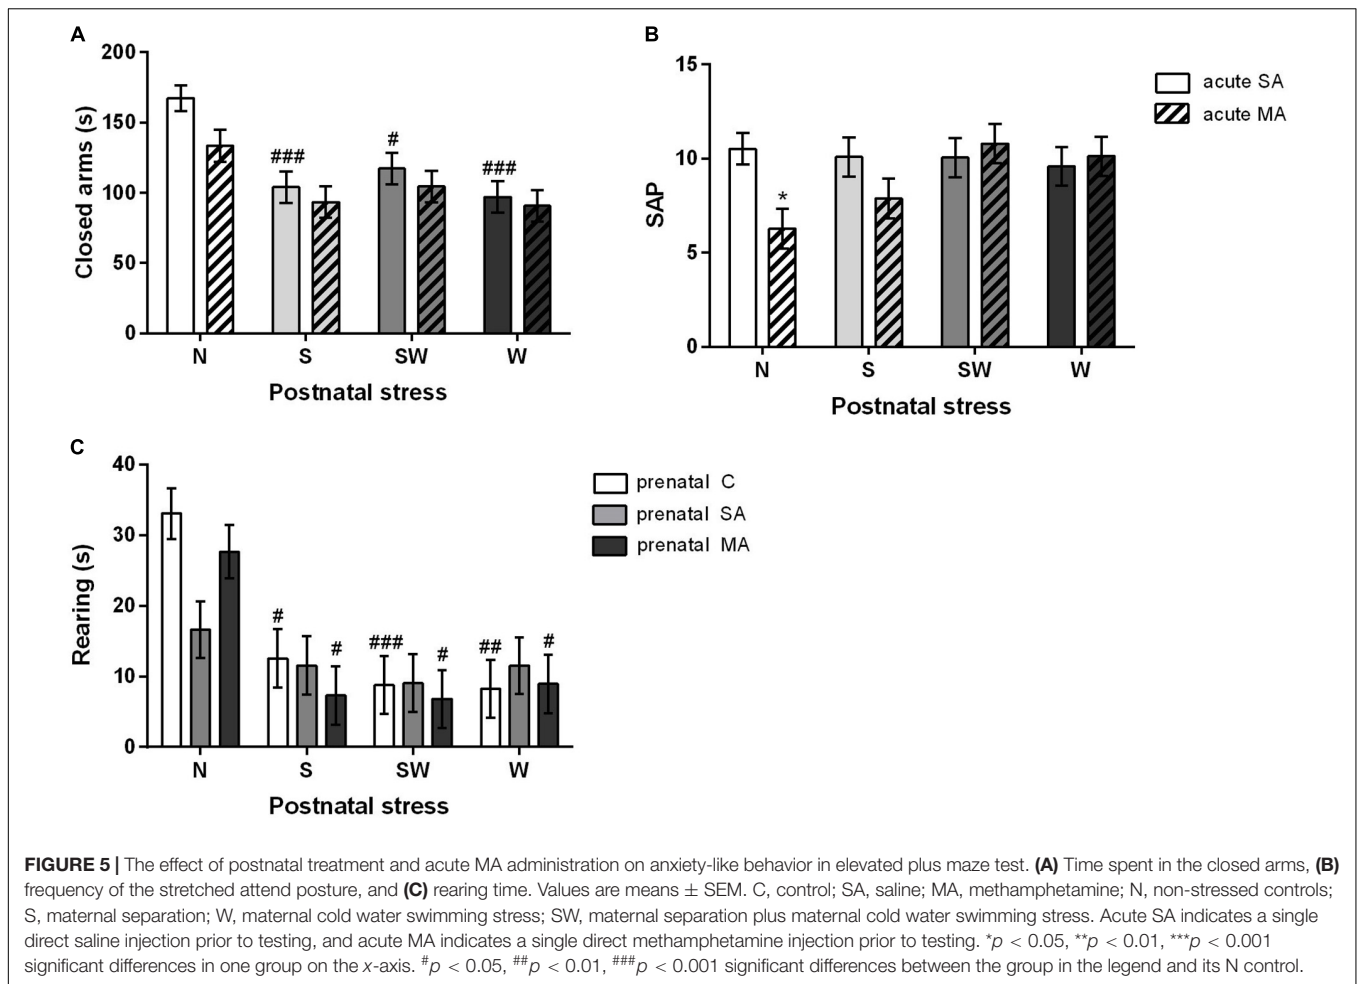 A
200
150
100
50
0
Closed arms (s)
###
#
###
N S SW W
Postnatal stress
B
15
10
5
0
SAP
*
N S SW W
Postnatal stress
acute SA
acute MA
C
40
30
20
10
0
Rearing (s)
#
#
###
#
##
#
N S SW W
Postnatal stress
prenatal C
prenatal SA
prenatal MA
FIGURE 5 | The effect of postnatal treatment and acute MA administration on anxiety-like behavior in elevated plus maze test. (A) Time spent in the closed arms, (B)
frequency of the stretched attend posture, and (C) rearing time. Values are means ± SEM. C, control; SA, saline; MA, methamphetamine; N, non-stressed controls;
S, maternal separation; W, maternal cold water swimming stress; SW, maternal separation plus maternal cold water swimming stress. Acute SA indicates a single
direct saline injection prior to testing, and acute MA indicates a single direct methamphetamine injection prior to testing. *p < 0.05, **p < 0.01, ***p < 0.001
significant differences in one group on the x-axis. #p < 0.05, ##p < 0.01, ###p < 0.001 significant differences between the group in the legend and its N control.